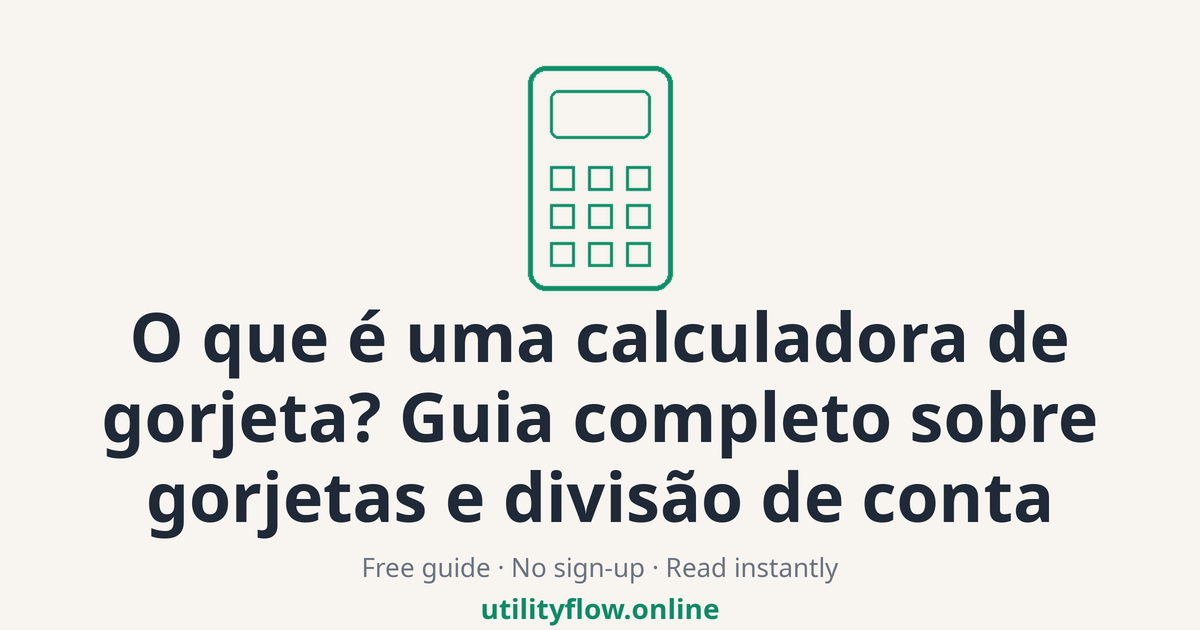 O que é uma calculadora de
gorjeta? Guia completo sobre
gorjetas e divisão de conta
Free guide · No sign-up · Read instantly
utilityflow.online